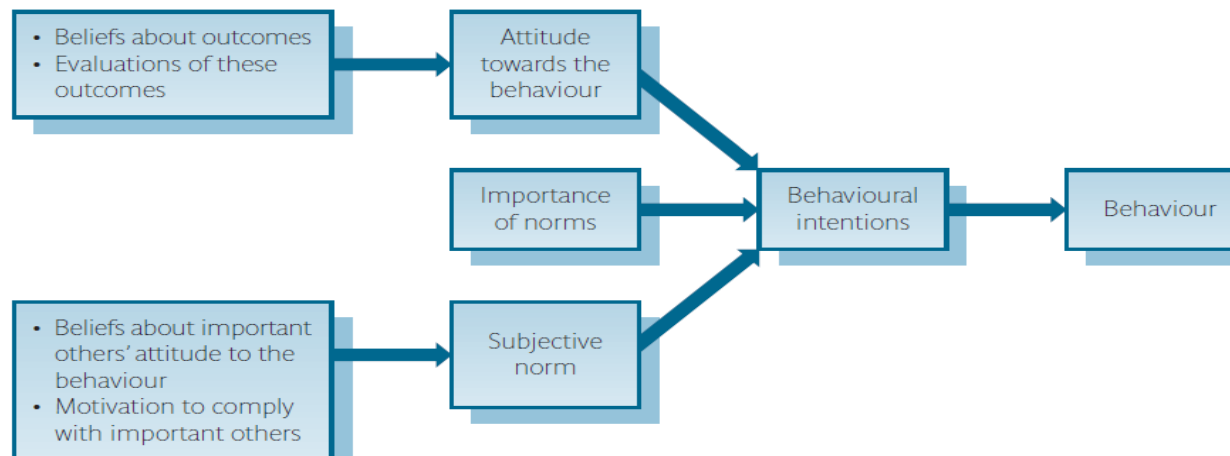 • Beliefs about outcomes
• Evaluations of these
outcomes
Attitude
towards the
behaviour
Importance
of norms
Behavioural
intentions
Behaviour
• Beliefs about important
others’ attitude to the
behaviour
• Motivation to comply
with important others
Subjective
norm